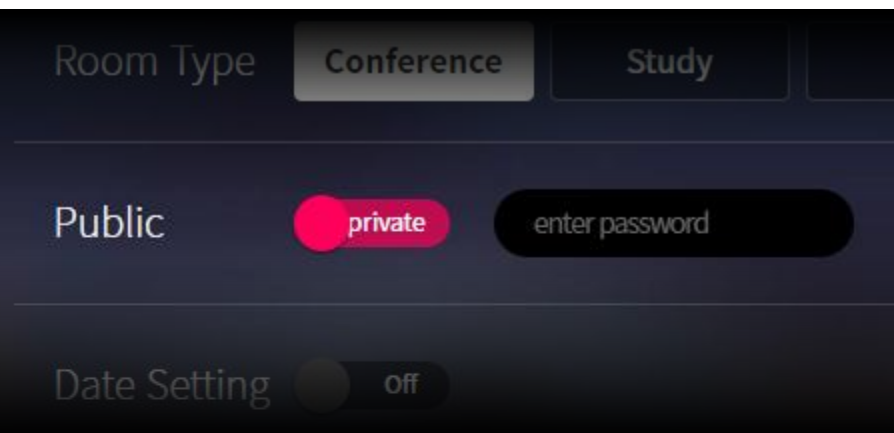 Room Type Conference Study
Public private enter password
Date Setting Off